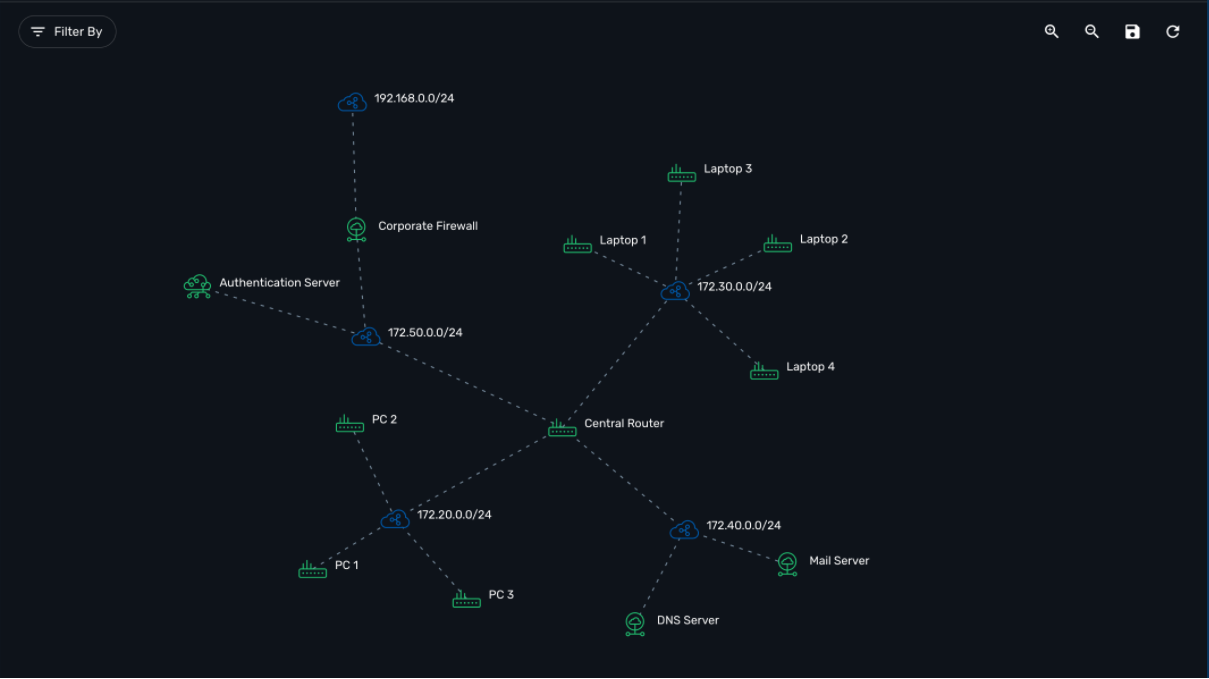 Filter By
192.168.0.0/24
Laptop 3
Corporate Firewall
Laptop 1
Laptop 2
Authentication Server
172.30.0.0/24
172.50.0.0/24
Laptop 4
PC 2
Central Router
172.20.0.0/24
172.40.0.0/24
Mail Server
PC 1
PC 3
DNS Server